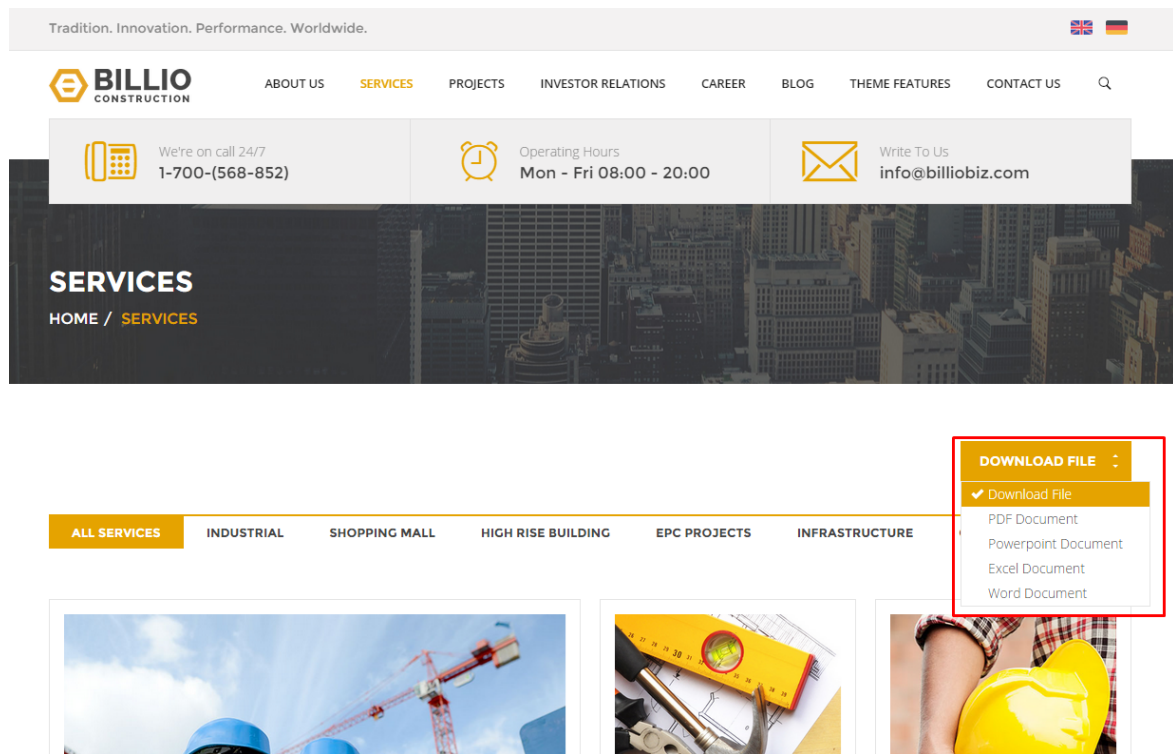 Tradition. Innovation. Performance. Worldwide.
BILLIO
CONSTRUCTION
ABOUT US SERVICES PROJECTS INVESTOR RELATIONS CAREER BLOG THEME FEATURES CONTACT US
We're on call 24/7
1-700-(568-852)
Operating Hours
Mon - Fri 08:00 - 20:00
Write To Us
info@billiobiz.com
SERVICES
HOME / SERVICES
DOWNLOAD FILE
Download File
PDF Document
Powerpoint Document
Excel Document
Word Document
ALL SERVICES INDUSTRIAL SHOPPING MALL HIGH RISE BUILDING EPC PROJECTS INFRASTRUCTURE